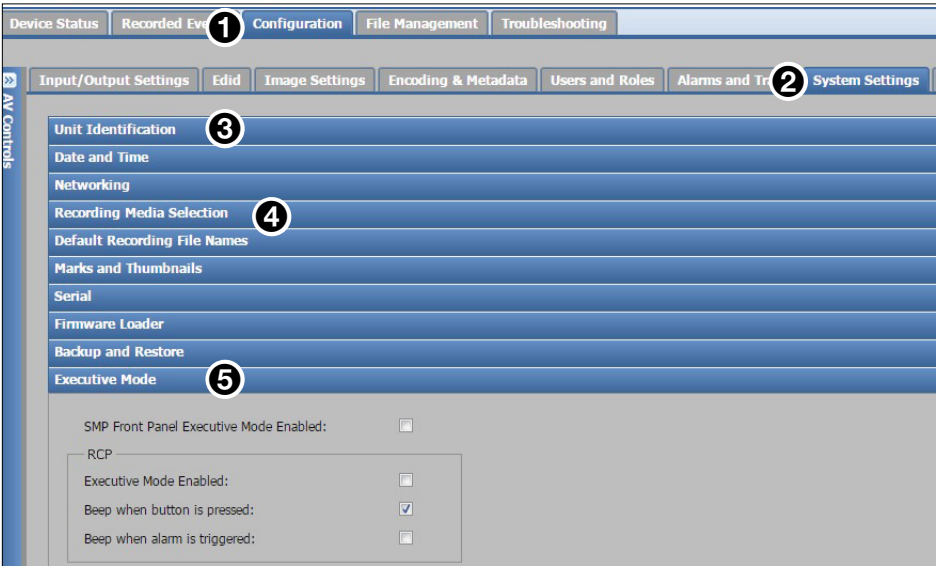 Device Status Recorded Eve 1 Configuration File Management Troubleshooting
Input/Output Settings Edid Image Settings Encoding & Metadata Users and Roles Alarms and Tra 2 System Settings
AV Controls
Unit Identification 3
Date and Time
Networking
Recording Media Selection 4
Default Recording File Names
Marks and Thumbnails
Serial
Firmware Loader
Backup and Restore
Executive Mode 5
SMP Front Panel Executive Mode Enabled:
RCP
Executive Mode Enabled:
Beep when button is pressed:
Beep when alarm is triggered: